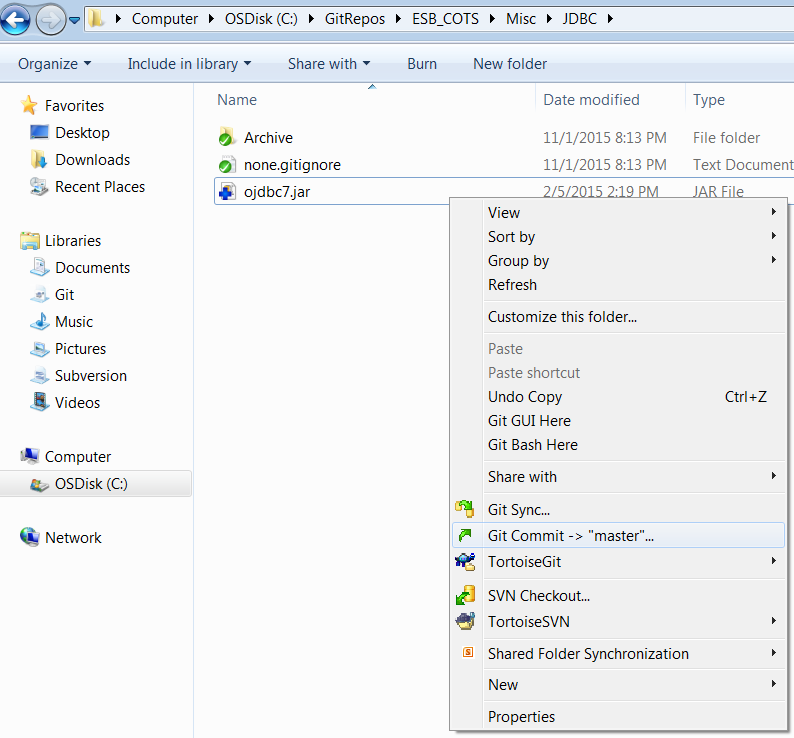 Computer OSDisk (C:) GitRepos ESB_COTS Misc JDBC
Organize Include in library Share with Burn New folder
Name Date modified Type
Favorites
Desktop
Downloads
Recent Places
Libraries
Documents
Git
Music
Pictures
Subversion
Videos
Computer
OSDisk (C:)
Network
Archive 11/1/2015 8:13 PM File folder
none.gitignore 11/1/2015 8:13 PM Text Document
ojdbc7.jar 2/5/2015 2:19 PM JAR File
View
Sort by
Group by
Refresh
Customize this folder...
Paste
Paste shortcut
Undo Copy Ctrl+Z
Git GUI Here
Git Bash Here
Share with
Git Sync...
Git Commit -> "master"...
TortoiseGit
SVN Checkout...
TortoiseSVN
S Shared Folder Synchronization
New
Properties